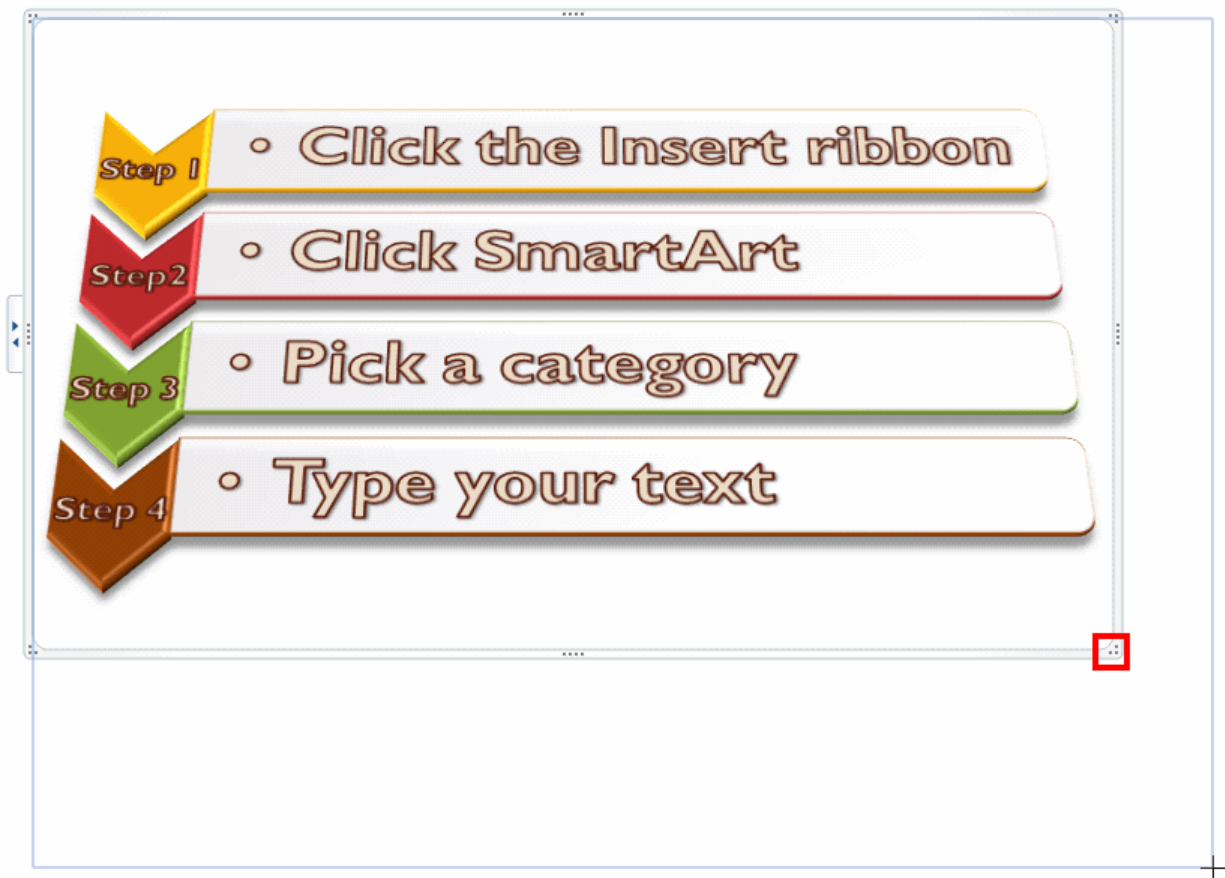 Step 1
• Click the Insert ribbon
Step2
• Click SmartArt
Step 3
• Pick a category
Step 4
• Type your text